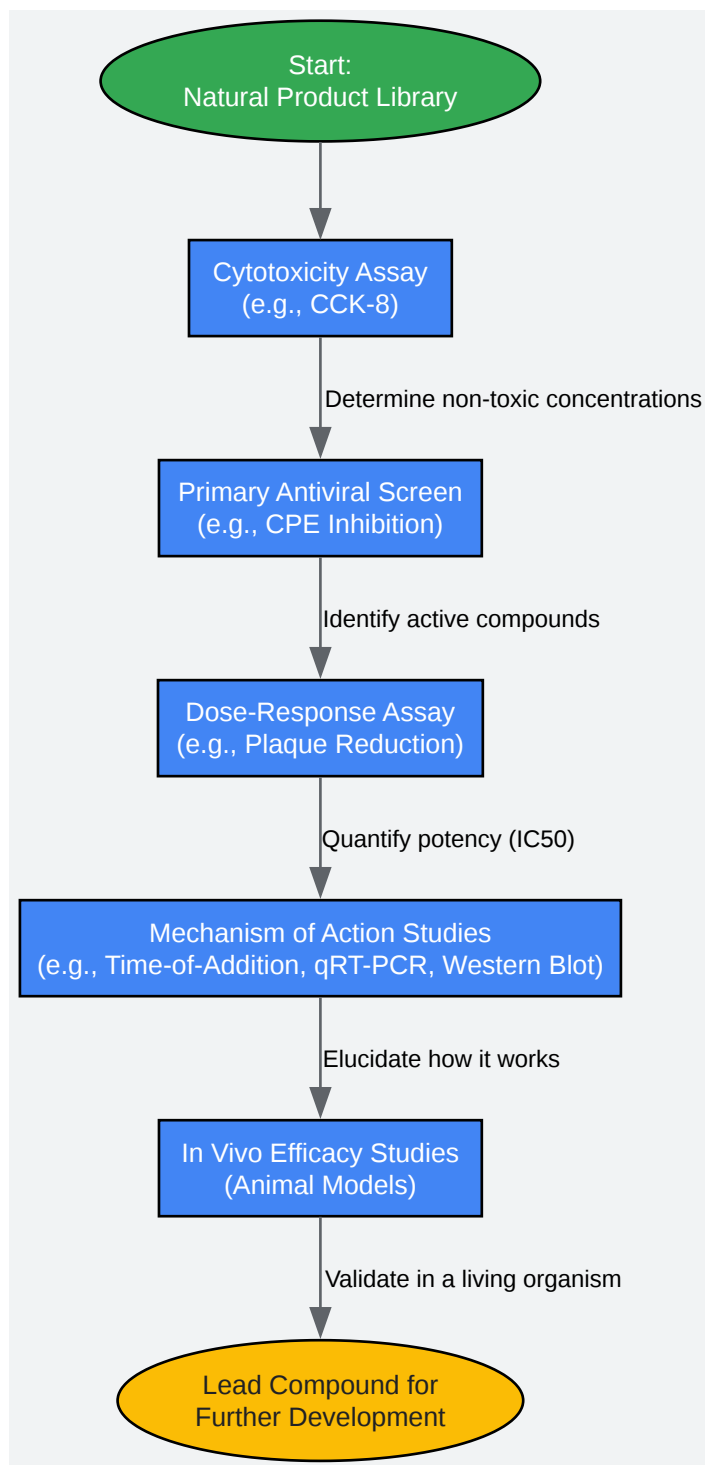 Start:
Natural Product Library
Cytotoxicity Assay
(e.g., CCK-8)
Determine non-toxic concentrations
Primary Antiviral Screen
(e.g., CPE Inhibition)
Identify active compounds
Dose-Response Assay
(e.g., Plaque Reduction)
Quantify potency (IC50)
Mechanism of Action Studies
(e.g., Time-of-Addition, qRT-PCR, Western Blot)
Elucidate how it works
In Vivo Efficacy Studies
(Animal Models)
Validate in a living organism
Lead Compound for
Further Development